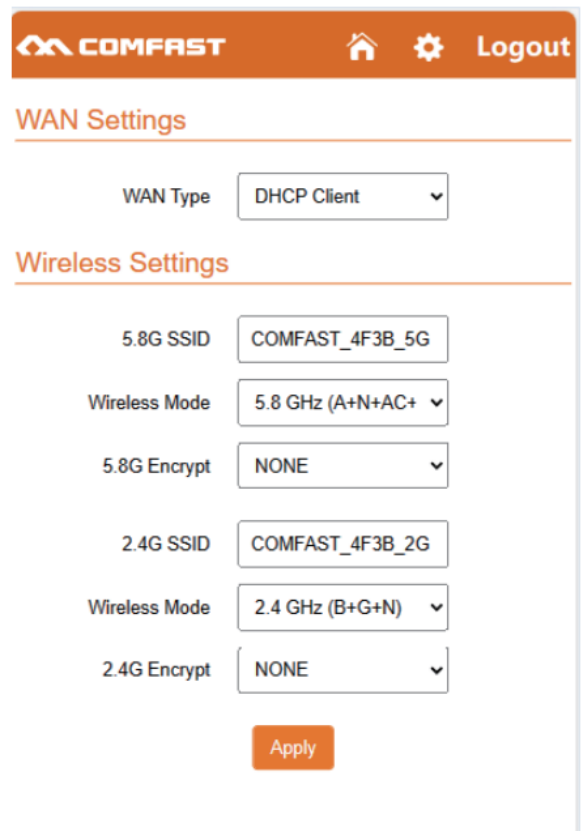 COMFAST Logout
WAN Settings
WAN Type DHCP Client
Wireless Settings
5.8G SSID COMFAST_4F3B_5G
Wireless Mode 5.8 GHz (A+N+AC+
5.8G Encrypt NONE
2.4G SSID COMFAST_4F3B_2G
Wireless Mode 2.4 GHz (B+G+N)
2.4G Encrypt NONE
Apply